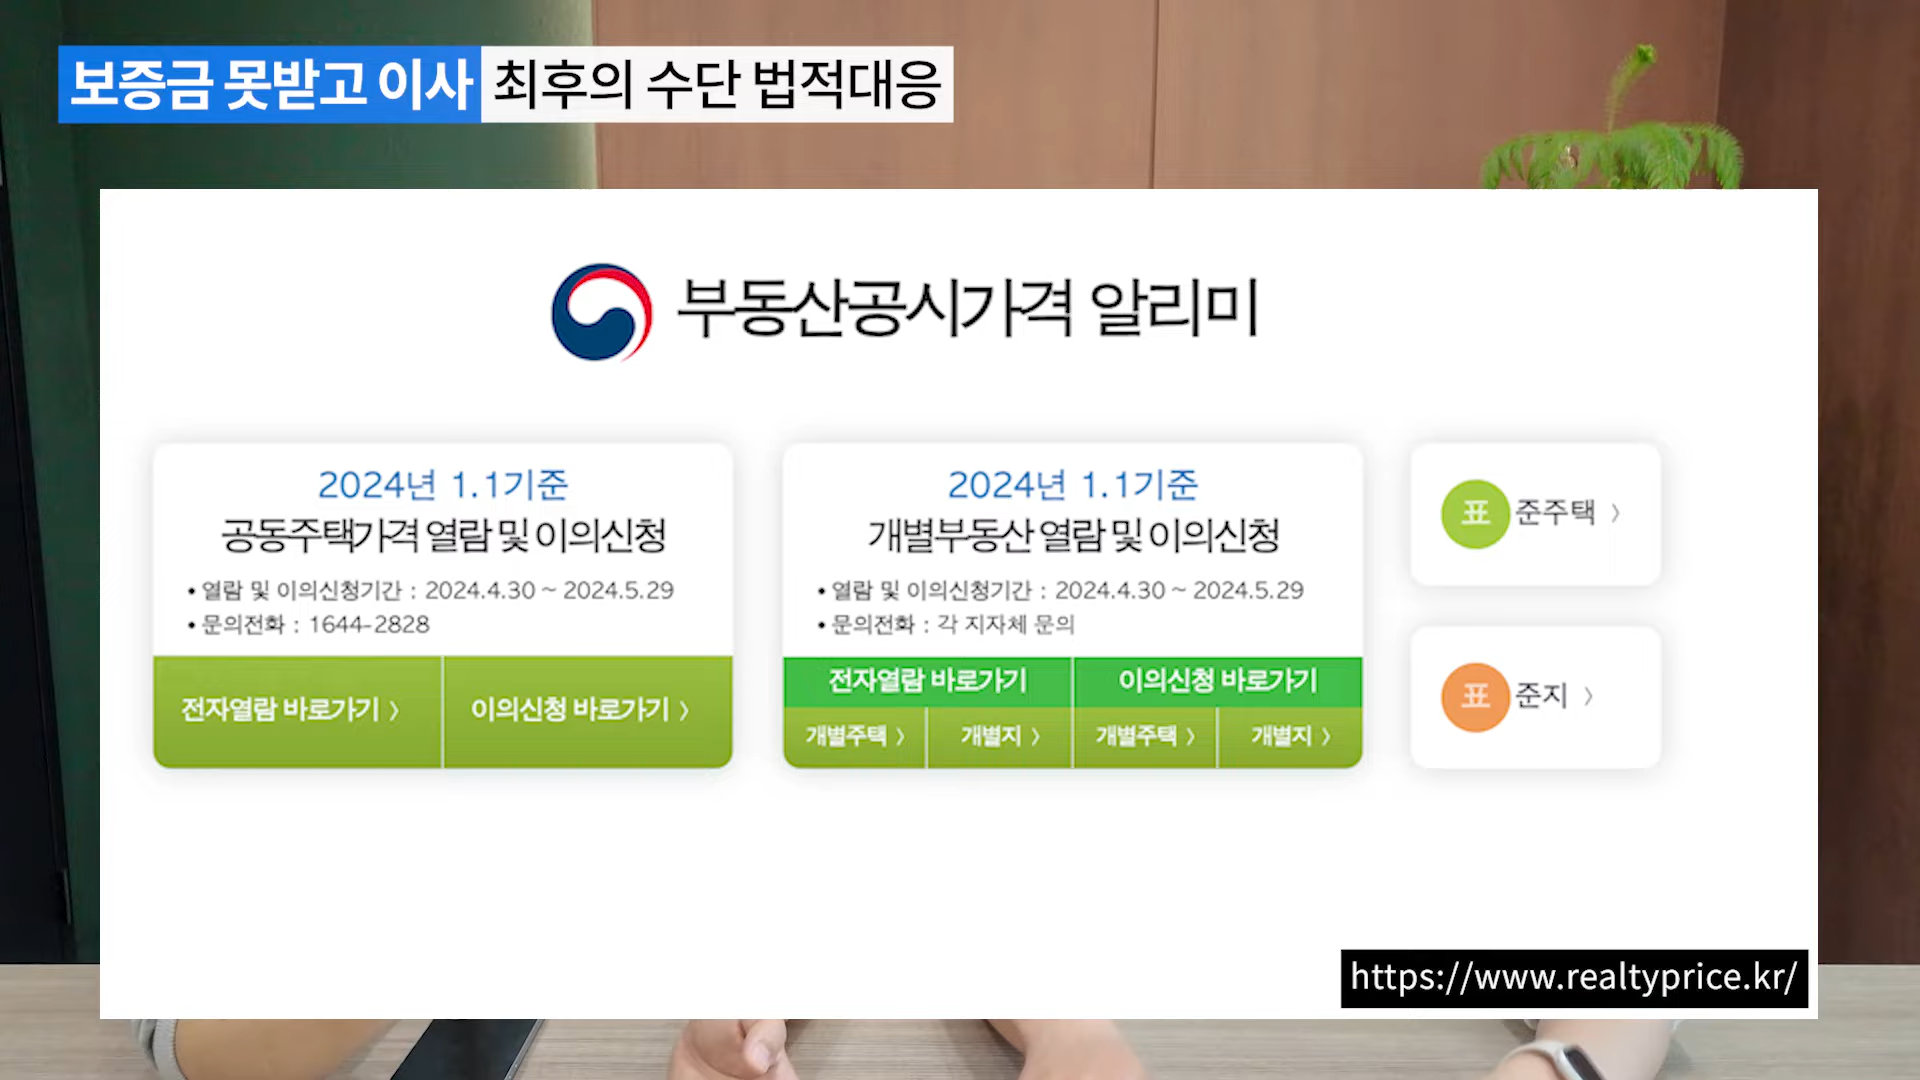 보증금 못받고 이사 최후의 수단 법적대응
부동산공시가격 알리미
2024년 1.1기준
공동주택가격 열람 및 이의신청
• 열람 및 이의신청기간 : 2024.4.30 ~ 2024.5.29
• 문의전화 : 1644-2828
전자열람 바로가기 〉
이의신청 바로가기 〉
2024년 1.1기준
개별부동산 열람 및 이의신청
• 열람 및 이의신청기간 : 2024.4.30 ~ 2024.5.29
• 문의전화 : 각 지자체 문의
전자열람 바로가기
이의신청 바로가기
개별주택 〉
개별지 〉
개별주택 〉
개별지 〉
표준주택 〉
표준지 〉
https://www.realtyprice.kr/